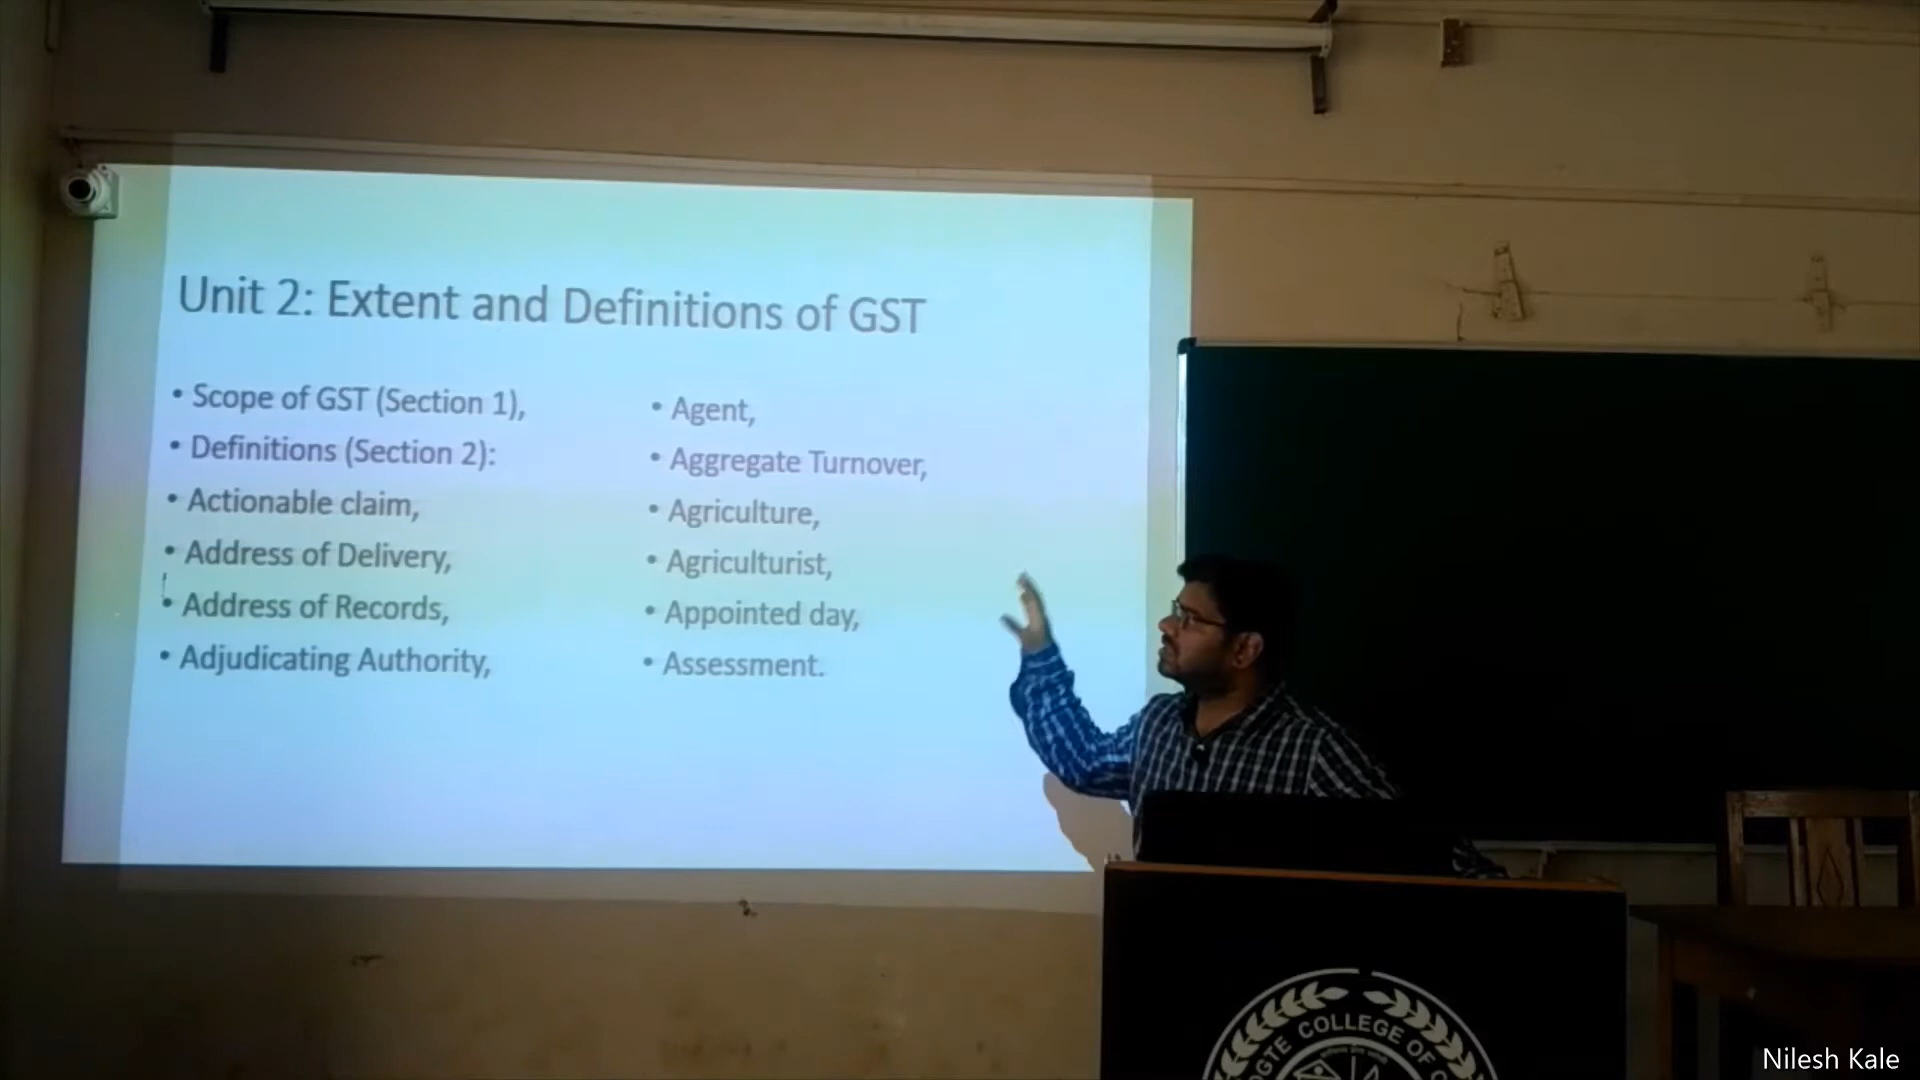 Unit 2: Extent and Definitions of GST
• Scope of GST (Section 1),
• Definitions (Section 2):
• Actionable claim,
• Address of Delivery,
• Address of Records,
• Adjudicating Authority,
• Agent,
• Aggregate Turnover,
• Agriculture,
• Agriculturist,
• Appointed day,
• Assessment.
COLLEGE OF
Nilesh Kale